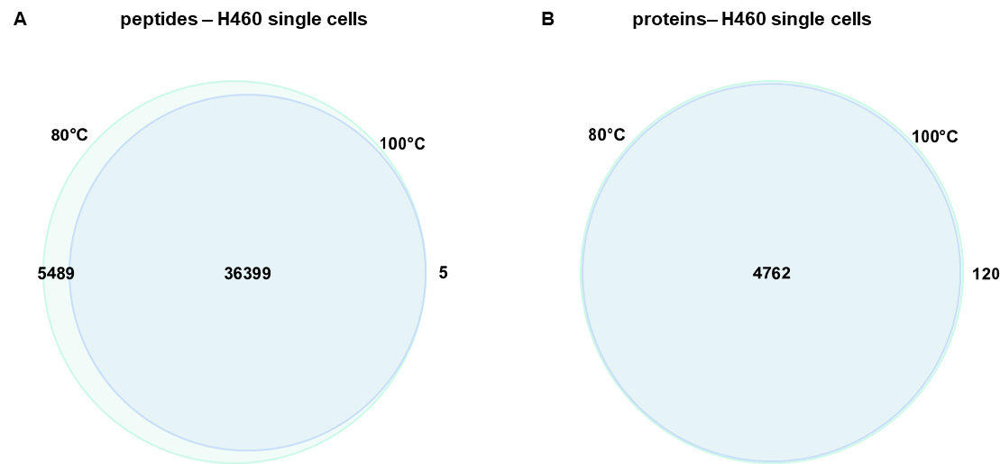 A
peptides – H460 single cells
80°C
100°C
5489
36399
5
B
proteins– H460 single cells
80°C
100°C
4762
120